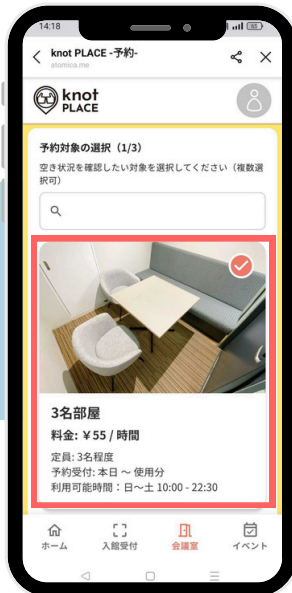 14:18
knot PLACE -予約-
atomica.me
knot
PLACE
予約対象の選択（1/3）
空き状況を確認したい対象を選択してください（複数選
択可）
3名部屋
料金: ¥55 / 時間
定員: 3名程度
予約受付: 本日 ～ 使用分
利用可能時間：日～土 10:00 - 22:30
ホーム
入館受付
会議室
イベント